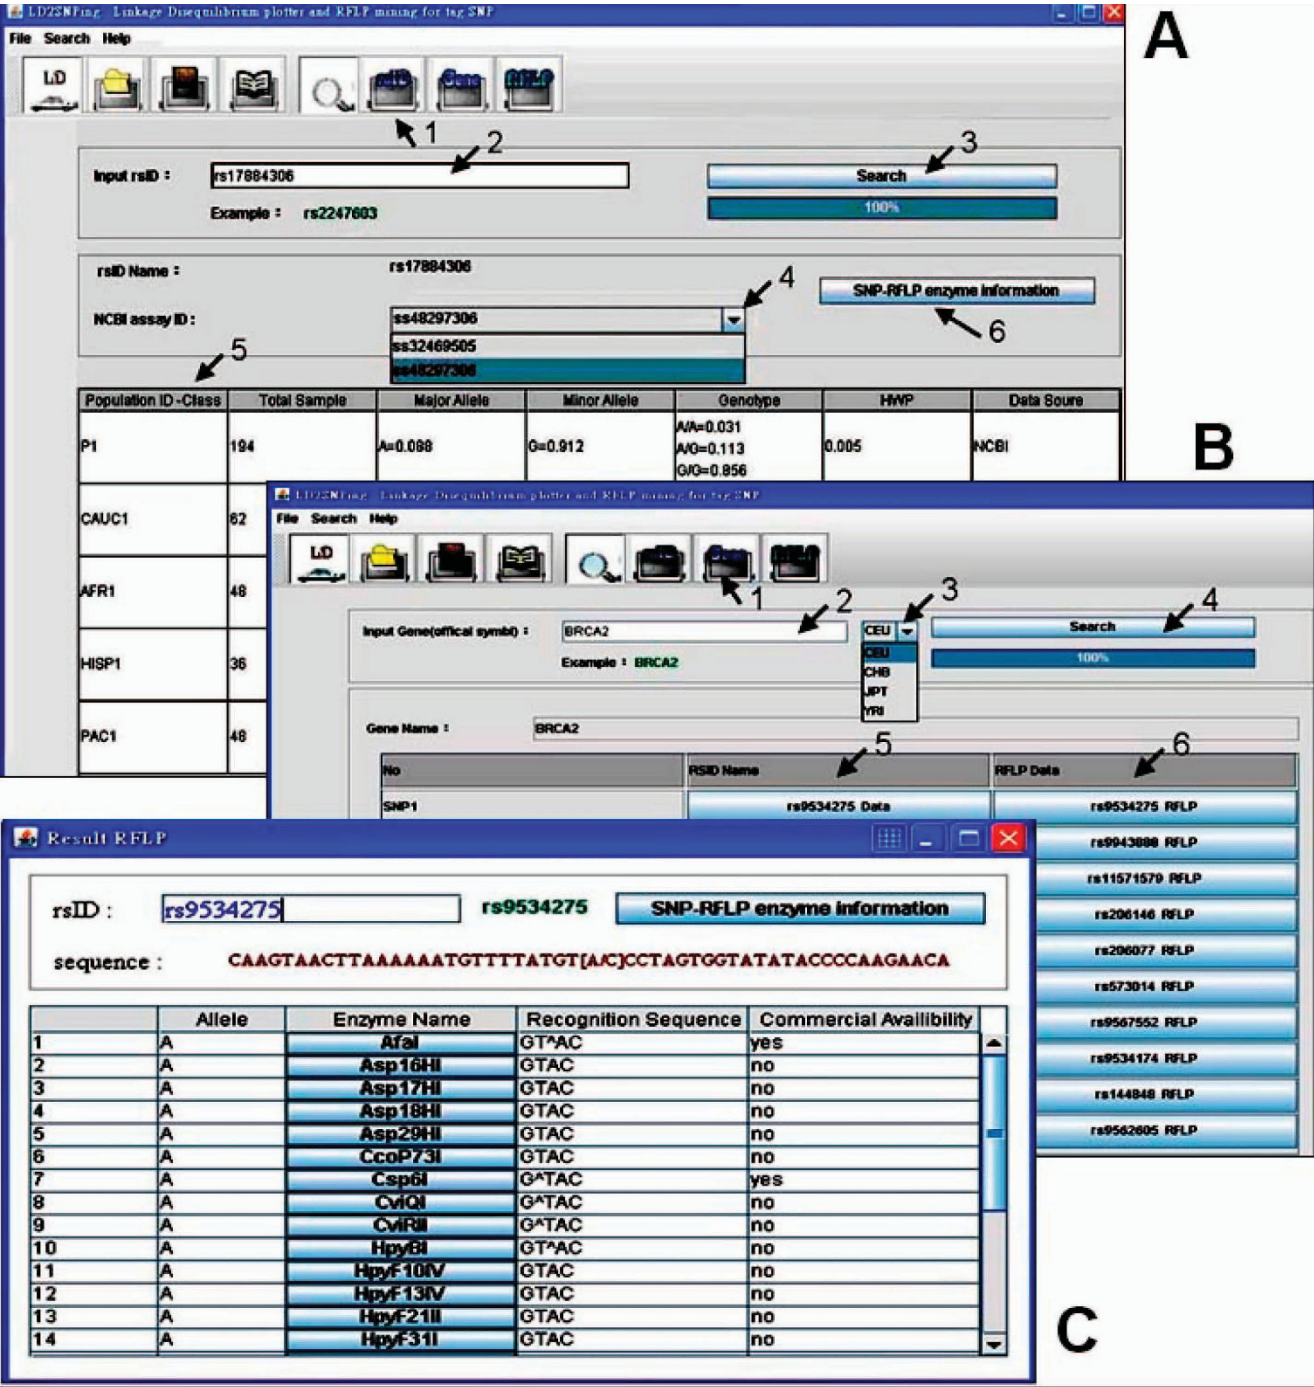 LD2SNPing Linkage Disequilibrium plotter and RFLP mining for tag SNP
A
File Search Help
LD rsID Gene RFLP
1
2
3
Input rsID : rs17884306 Search
Example : rs2247603 100%
rsID Name : rs17884306
4
SNP-RFLP enzyme information
NCBI assay ID : ss48297306
6
ss32469505
5
ss48297306
Population ID -Class Total Sample Major Allele Minor Allele Genotype HWP Data Soure
P1 194 A=0.088 G=0.912 A/A=0.031 0.005 NCBI
A/G=0.113
G/G=0.856
B
CAUC1 62
AFR1 48
HISP1 36
PAC1 48
LD2SNPing Linkage Disequilibrium plotter and RFLP mining for tag SNP
File Search Help
LD rsID Gene RFLP
1
2
3
4
Input Gene(offical symbl) : BRCA2 CEU Search
Example : BRCA2 CEU 100%
CHB
JPT
YRI
Gene Name : BRCA2
5
6
No RSID Name RFLP Data
SNP1 rs9534275 Data rs9534275 RFLP
rs9943888 RFLP
rs11571579 RFLP
rs206146 RFLP
rs206077 RFLP
rs573014 RFLP
rs9567552 RFLP
rs9534174 RFLP
rs144848 RFLP
rs9562605 RFLP
Result RFLP
rsID : rs9534275 rs9534275 SNP-RFLP enzyme information
sequence : CAAGTAACTTAAAAAATGTTTTATGT[A/C]CCTAGTGGTATATACCCCAAGAACA
Allele Enzyme Name Recognition Sequence Commercial Availibility
1 A AfaI GT^AC yes
2 A Asp16HI GTAC no
3 A Asp17HI GTAC no
4 A Asp18HI GTAC no
5 A Asp29HI GTAC no
6 A CcoP73I GTAC no
7 A Csp6I G^TAC yes
8 A CviQI G^TAC no
9 A CviRII G^TAC no
10 A HpyBI GT^AC no
11 A HpyF10IV GTAC no
12 A HpyF13IV GTAC no
13 A HpyF21II GTAC no
14 A HpyF31I GTAC no
C